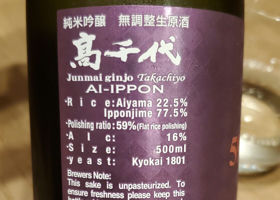 純米吟醸 無調整生原酒
高千代
Junmai ginjo Takachiyo
AI-IPPON
・Rice:Aiyama 22.5%
Ipponjime 77.5%
・Polishing ratio: 59%(Flat rice polishing)
・Alc: 16%
・Size: 500ml
・yeast: Kyokai 1801
Brewers Note:
This sake is unpasteurized. To
ensure freshness please keep this
5